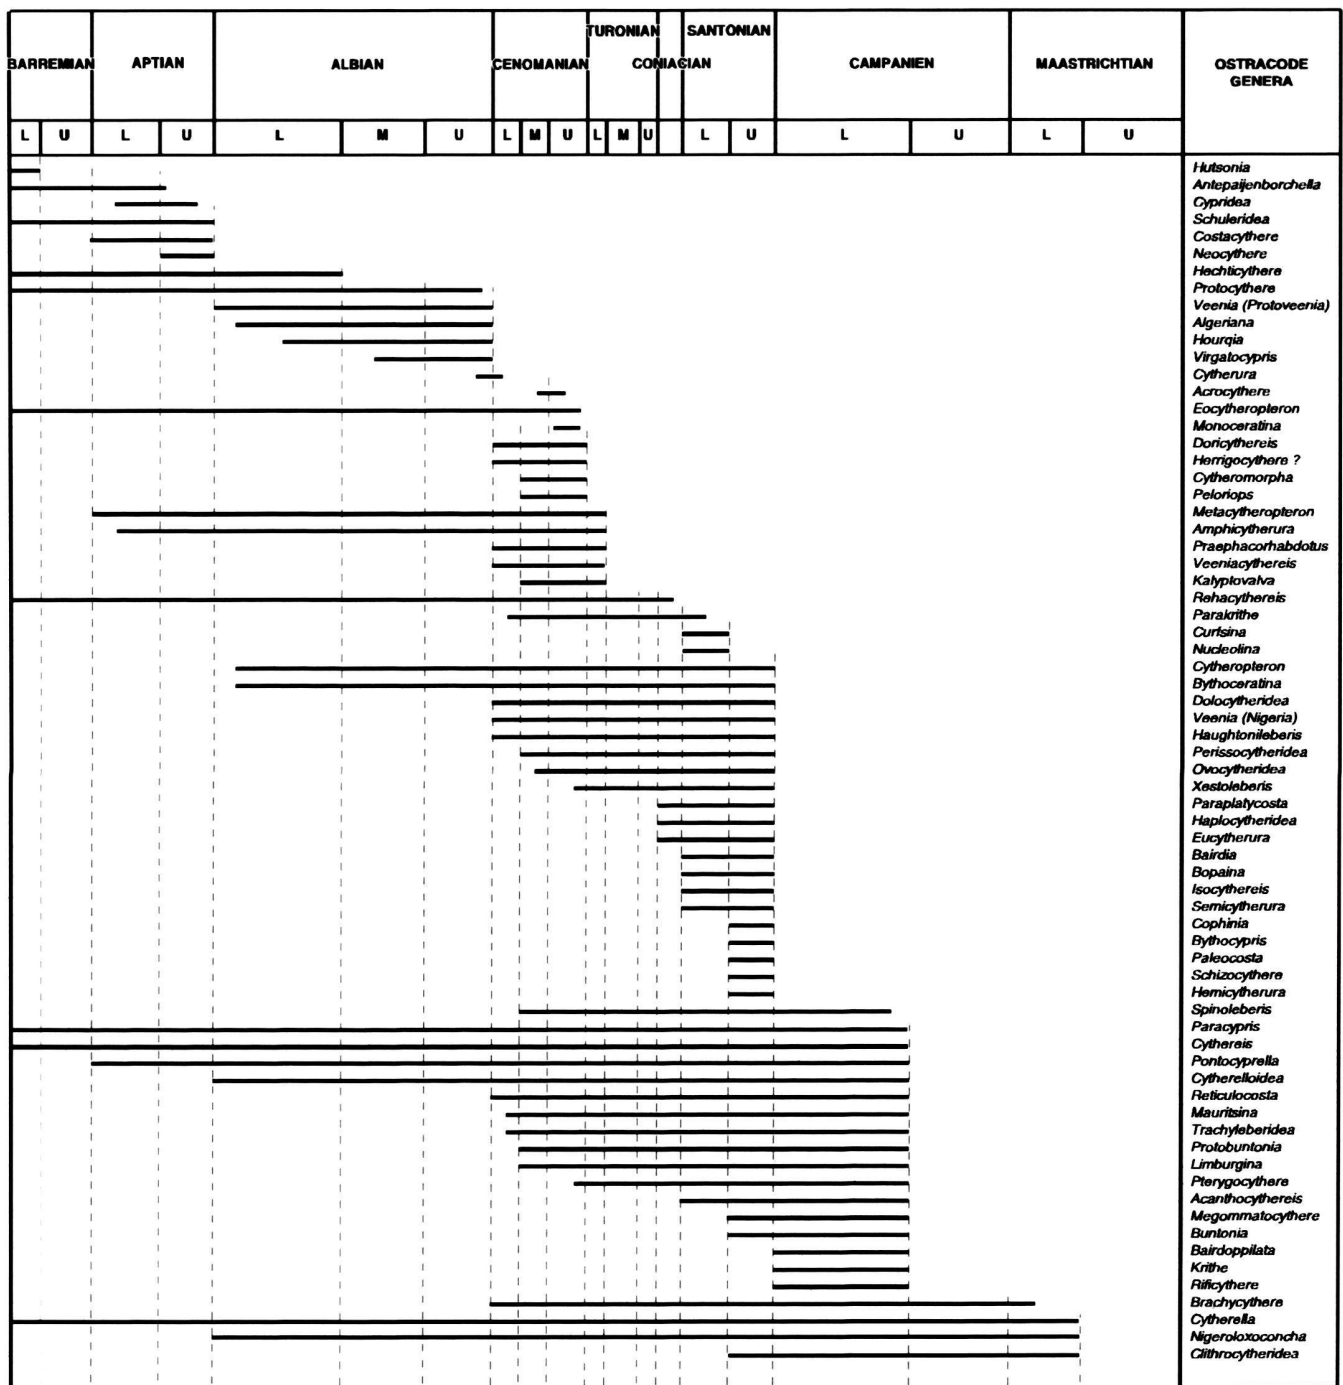 TURONIAN SANTONIAN
BARREMIAN APTIAN ALBIAN CENOMANIAN CONIACIAN CAMPANIEN MAASTRICHTIAN OSTRACODE
GENERA
L U L U L M U L M U L M U L U L U L U
Hutsonia
Antepaijenborchella
Cypridea
Schuleridea
Costacythere
Neocythere
Hechticythere
Protocythere
Veenia (Protoveenia)
Algeriana
Hourqia
Virgatocypris
Cytherura
Acrocythere
Eocytheropteron
Monoceratina
Doricythereis
Herrigocythere ?
Cytheromorpha
Peloriops
Metacytheropteron
Amphicytherura
Praephacorhabdotus
Veeniacythereis
Kalyptovalva
Rehacythereis
Parakrithe
Curfsina
Nucleolina
Cytheropteron
Bythoceratina
Dolocytheridea
Veenia (Nigeria)
Haughtonileberis
Perissocytheridea
Ovocytheridea
Xestoleberis
Paraplatycosta
Haplocytheridea
Eucytherura
Bairdia
Bopaina
Isocythereis
Semicytherura
Cophinia
Bythocypris
Paleocosta
Schizocythere
Hemicytherura
Spinoleberis
Paracypris
Cythereis
Pontocyprella
Cytherelloidea
Reticulocosta
Mauritsina
Trachyleberidea
Protobuntonia
Limburgina
Pterygocythere
Acanthocythereis
Megommatocythere
Buntonia
Bairdoppilata
Krithe
Rificythere
Brachycythere
Cytherella
Nigeroloxoconcha
Clithrocytheridea